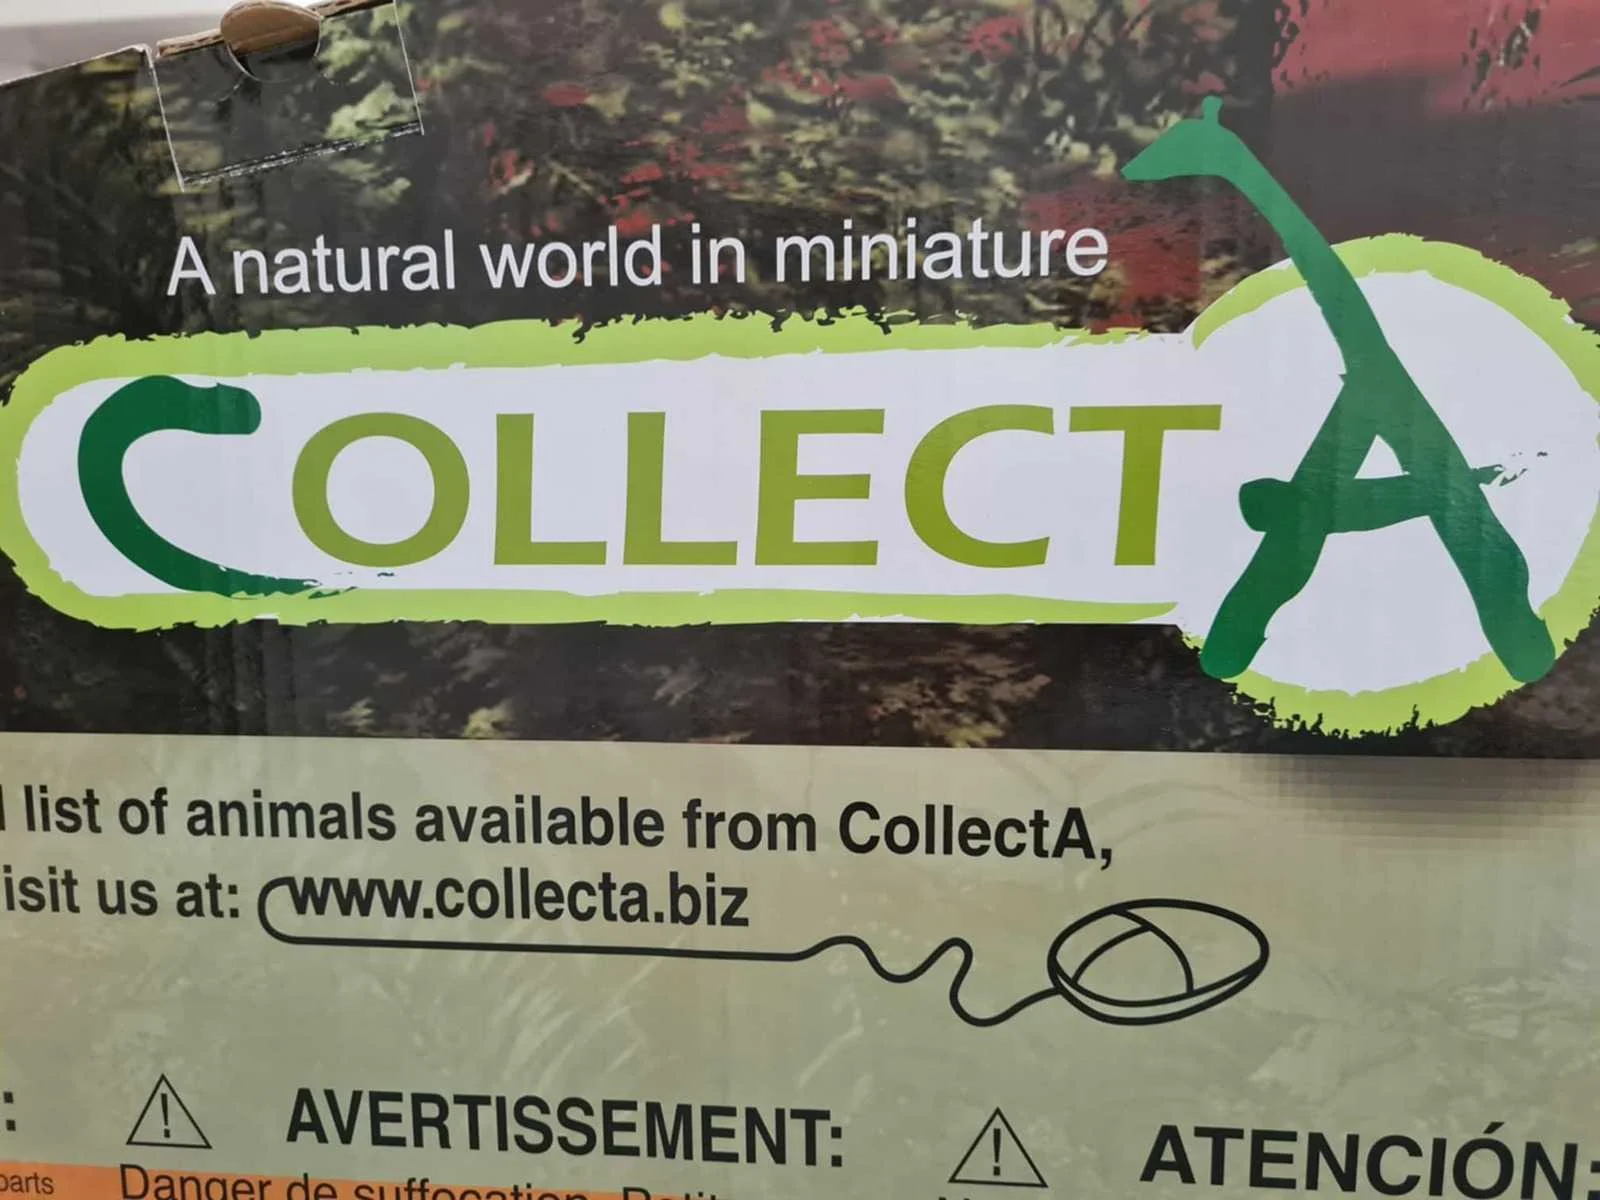 A natural world in miniature
COLLECTA
list of animals available from CollectA,
isit us at: www.collecta.biz
: AVERTISSEMENT: ATENCIÓN:
parts Danger de suffocation.